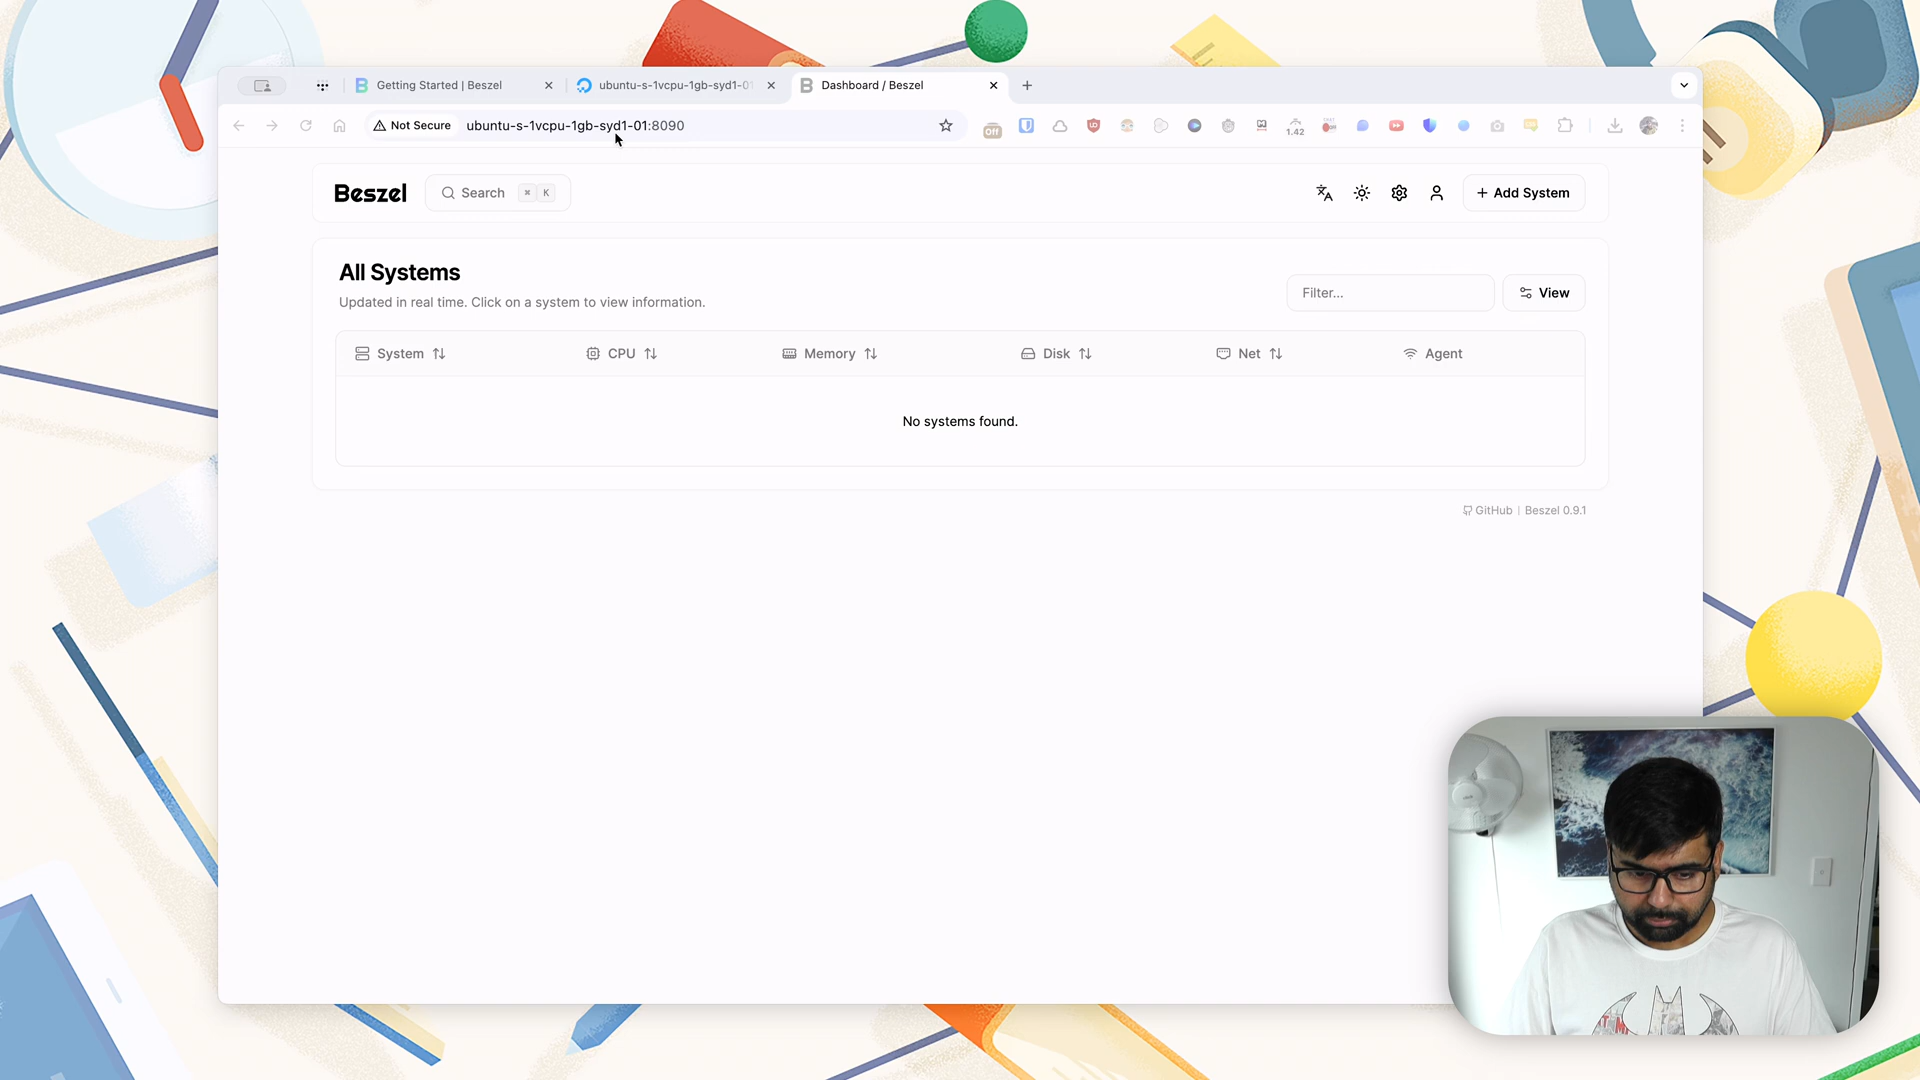 Getting Started | Beszel
ubuntu-s-1vcpu-1gb-syd1-01
Dashboard / Beszel
Not Secure
ubuntu-s-1vcpu-1gb-syd1-01:8090
Off
1.42
Beszel
Search
⌘ K
+ Add System
All Systems
Updated in real time. Click on a system to view information.
Filter...
View
System
CPU
Memory
Disk
Net
Agent
No systems found.
GitHub | Beszel 0.9.1